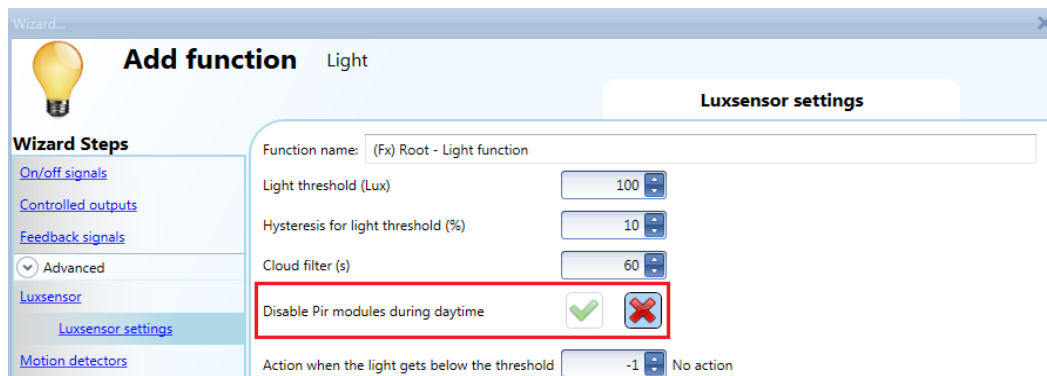 Wizard...
Add function Light
Luxsensor settings
Wizard Steps
Function name: (Fx) Root - Light function
On/off signals
Light threshold (Lux) 100
Controlled outputs
Hysteresis for light threshold (%) 10
Feedback signals
Cloud filter (s) 60
Advanced
Luxsensor
Disable Pir modules during daytime
Luxsensor settings
Motion detectors
Action when the light gets below the threshold -1 No action